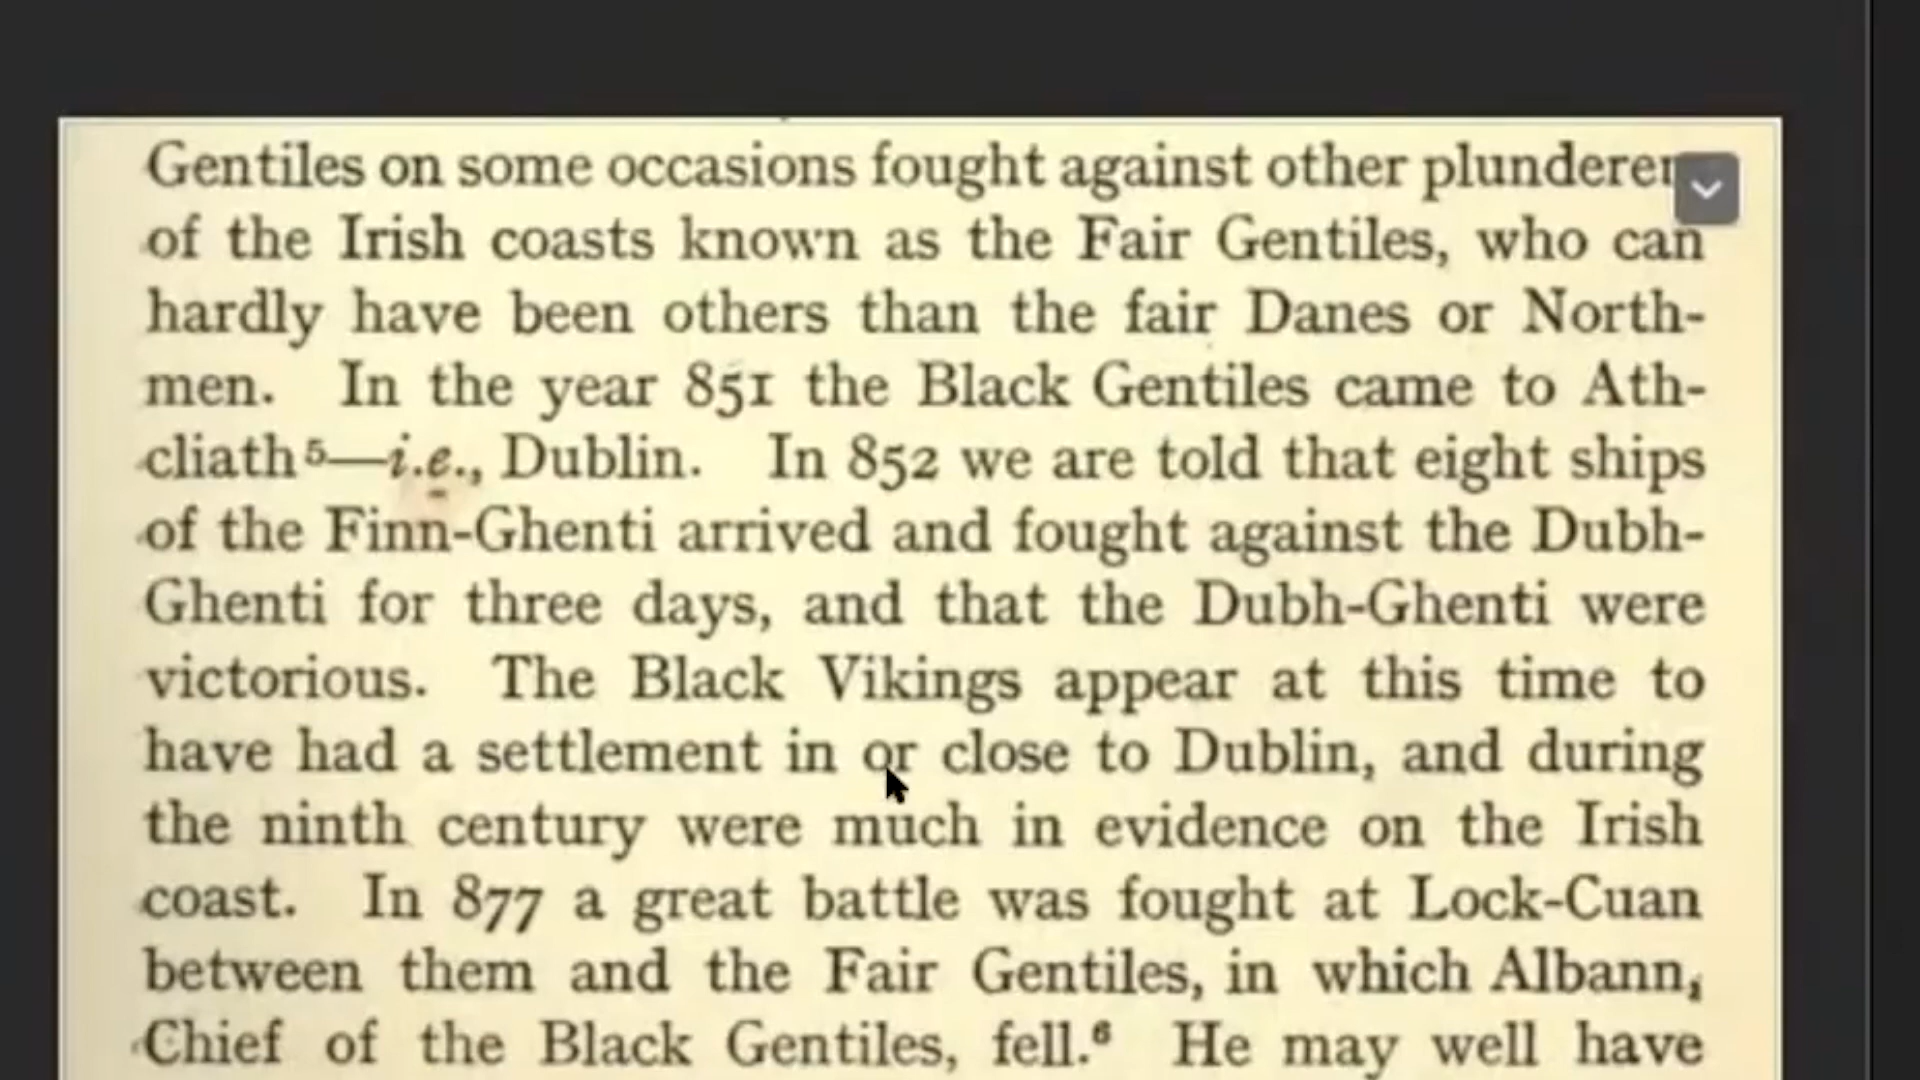 Gentiles on some occasions fought against other plunderer
of the Irish coasts known as the Fair Gentiles, who can
hardly have been others than the fair Danes or North-
men. In the year 851 the Black Gentiles came to Ath-
cliath⁵—i.e., Dublin. In 852 we are told that eight ships
of the Finn-Ghenti arrived and fought against the Dubh-
Ghenti for three days, and that the Dubh-Ghenti were
victorious. The Black Vikings appear at this time to
have had a settlement in or close to Dublin, and during
the ninth century were much in evidence on the Irish
coast. In 877 a great battle was fought at Lock-Cuan
between them and the Fair Gentiles, in which Albann,
Chief of the Black Gentiles, fell.⁶ He may well have